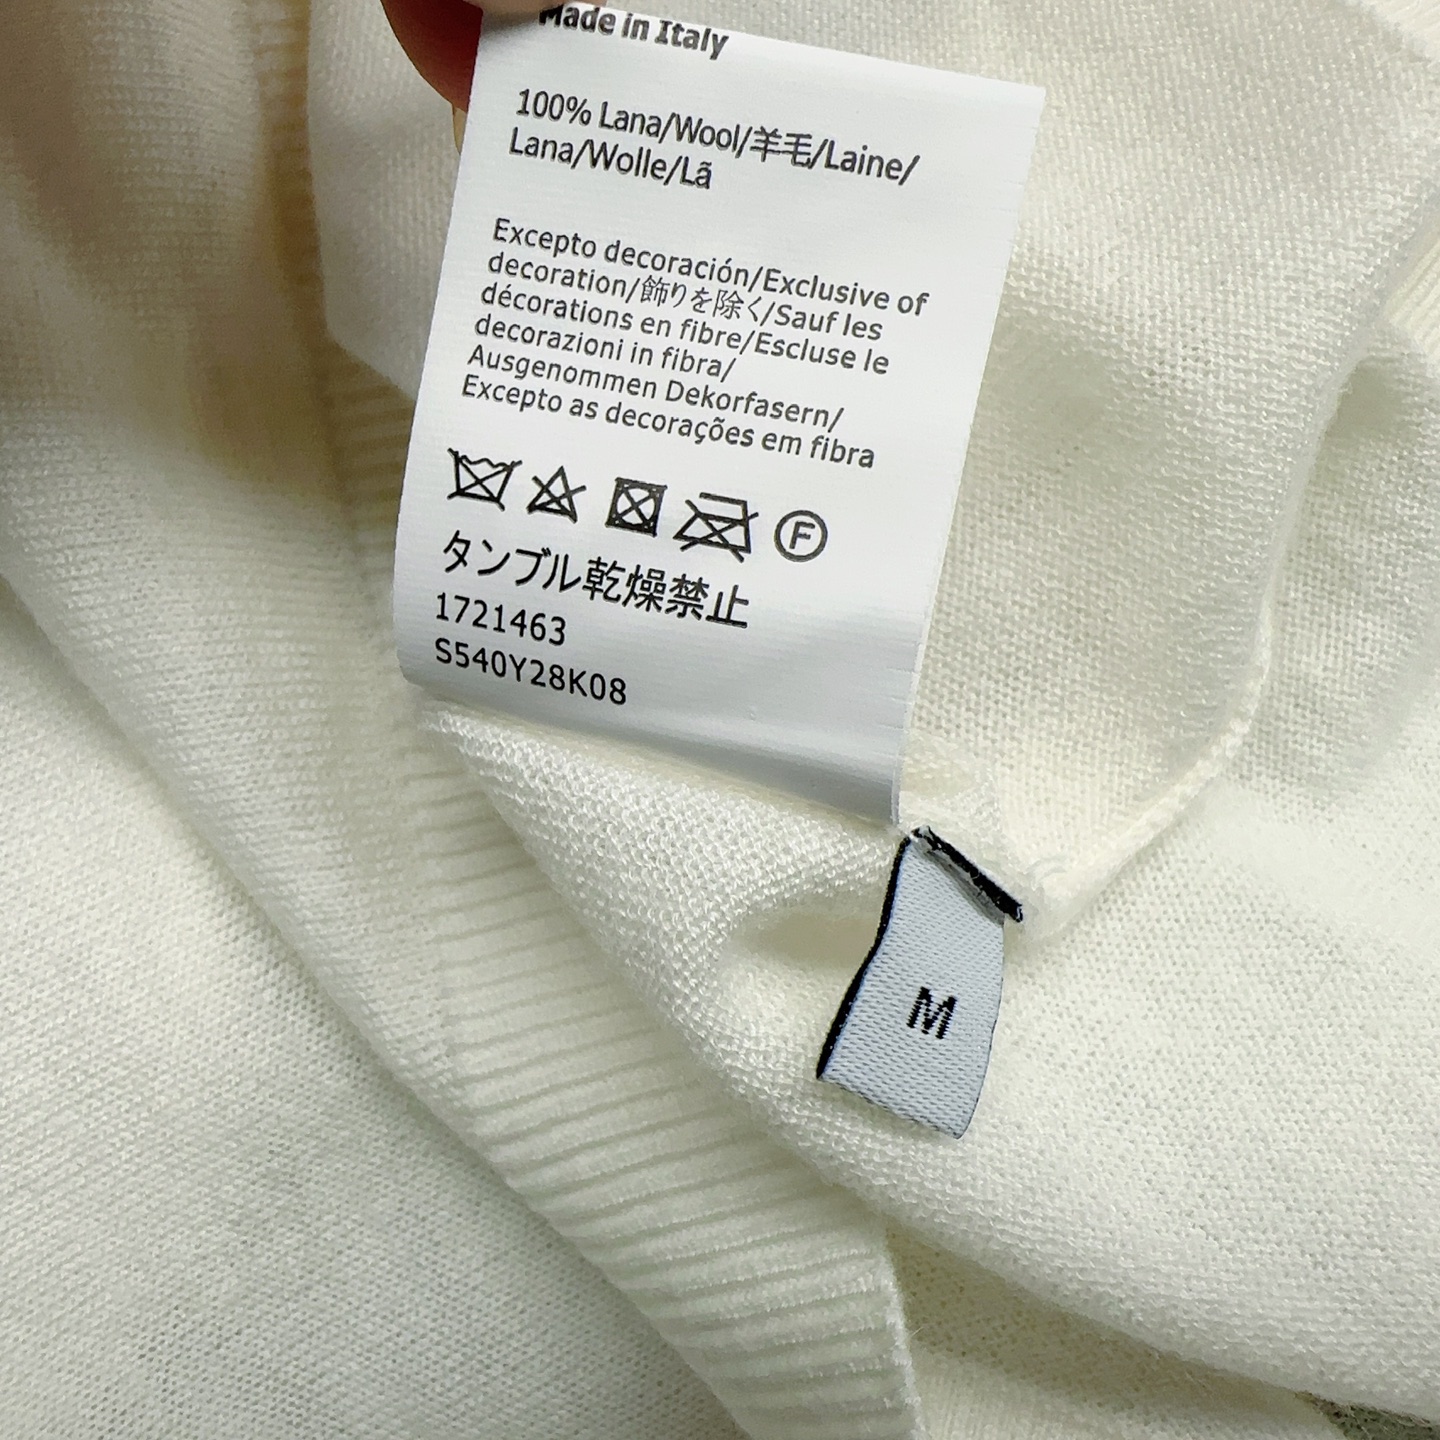 Made in Italy
100% Lana/Wool/羊毛/Laine/
Lana/Wolle/Lã
Excepto decoración/Exclusive of
decoration/飾りを除く/Sauf les
décorations en fibre/Escluse le
decorazioni in fibra/
Ausgenommen Dekorfasern/
Excepto as decorações em fibra
F
タンブル乾燥禁止
1721463
S540Y28K08
M